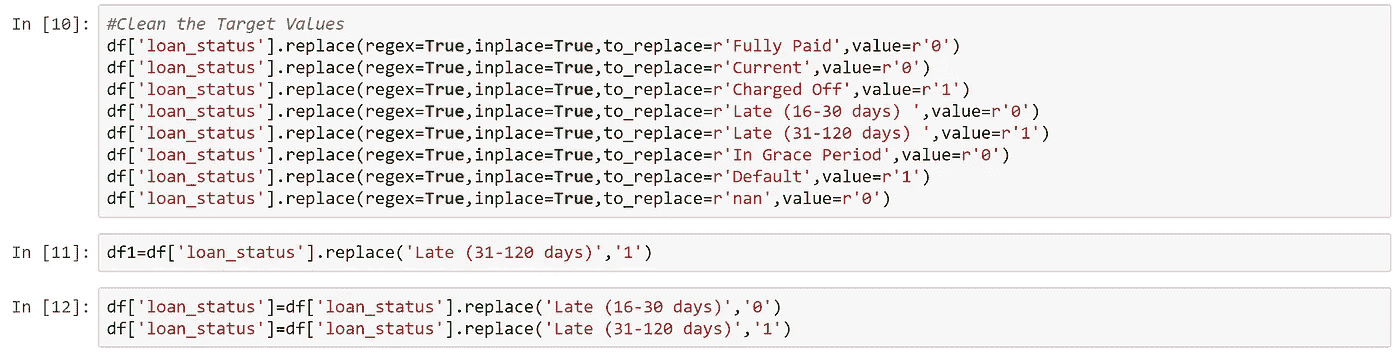 In [10]: #Clean the Target Values
df['loan_status'].replace(regex=True,inplace=True,to_replace=r'Fully Paid',value=r'0')
df['loan_status'].replace(regex=True,inplace=True,to_replace=r'Current',value=r'0')
df['loan_status'].replace(regex=True,inplace=True,to_replace=r'Charged Off',value=r'1')
df['loan_status'].replace(regex=True,inplace=True,to_replace=r'Late (16-30 days) ',value=r'0')
df['loan_status'].replace(regex=True,inplace=True,to_replace=r'Late (31-120 days) ',value=r'1')
df['loan_status'].replace(regex=True,inplace=True,to_replace=r'In Grace Period',value=r'0')
df['loan_status'].replace(regex=True,inplace=True,to_replace=r'Default',value=r'1')
df['loan_status'].replace(regex=True,inplace=True,to_replace=r'nan',value=r'0')
In [11]: df1=df['loan_status'].replace('Late (31-120 days)','1')
In [12]: df['loan_status']=df['loan_status'].replace('Late (16-30 days)','0')
df['loan_status']=df['loan_status'].replace('Late (31-120 days)','1')